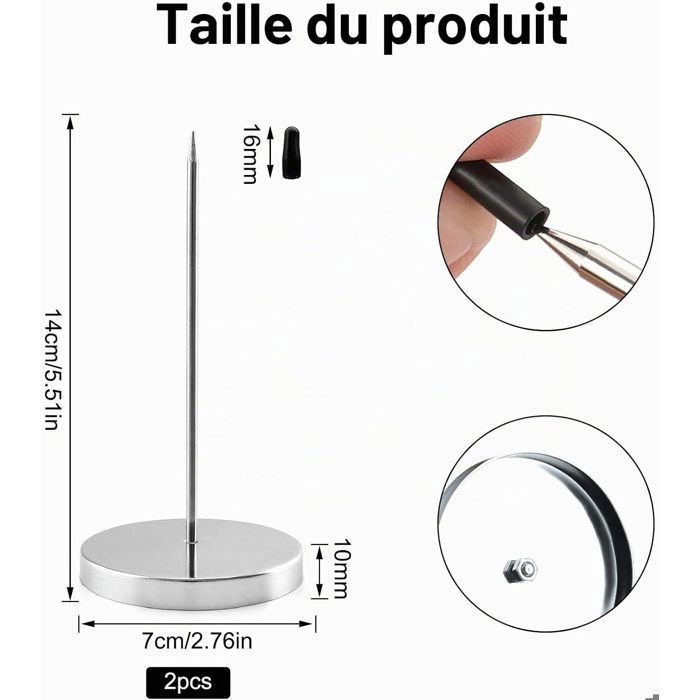 Taille du produit
16mm
14cm/5.51in
10mm
7cm/2.76in
2pcs